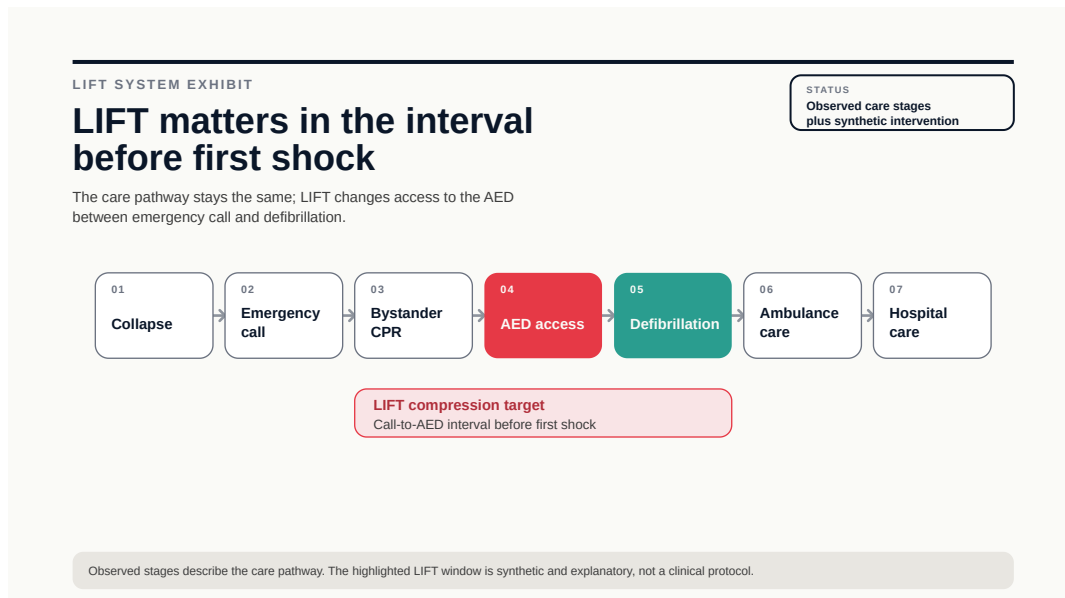 LIFT SYSTEM EXHIBIT
LIFT matters in the interval
before first shock
The care pathway stays the same; LIFT changes access to the AED
between emergency call and defibrillation.
STATUS
Observed care stages
plus synthetic intervention
01
Collapse
02
Emergency
call
03
Bystander
CPR
04
AED access
05
Defibrillation
06
Ambulance
care
07
Hospital
care
LIFT compression target
Call-to-AED interval before first shock
Observed stages describe the care pathway. The highlighted LIFT window is synthetic and explanatory, not a clinical protocol.